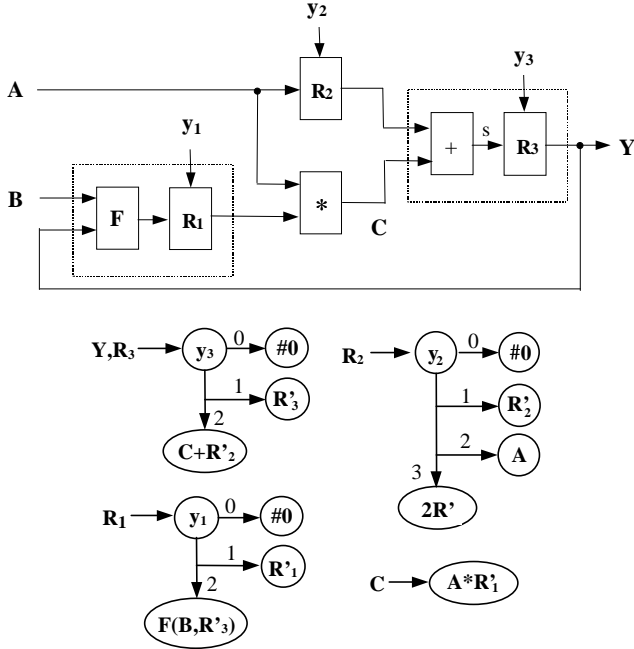 y2
A
R2
y3
y1
s
+
R3
Y
B
F
R1
*
C
Y,R3
y3
0
#0
1
R'3
2
C+R'2
R2
y2
0
#0
1
R'2
2
A
3
2R'
R1
y1
0
#0
1
R'1
2
F(B,R'3)
C
A*R'1